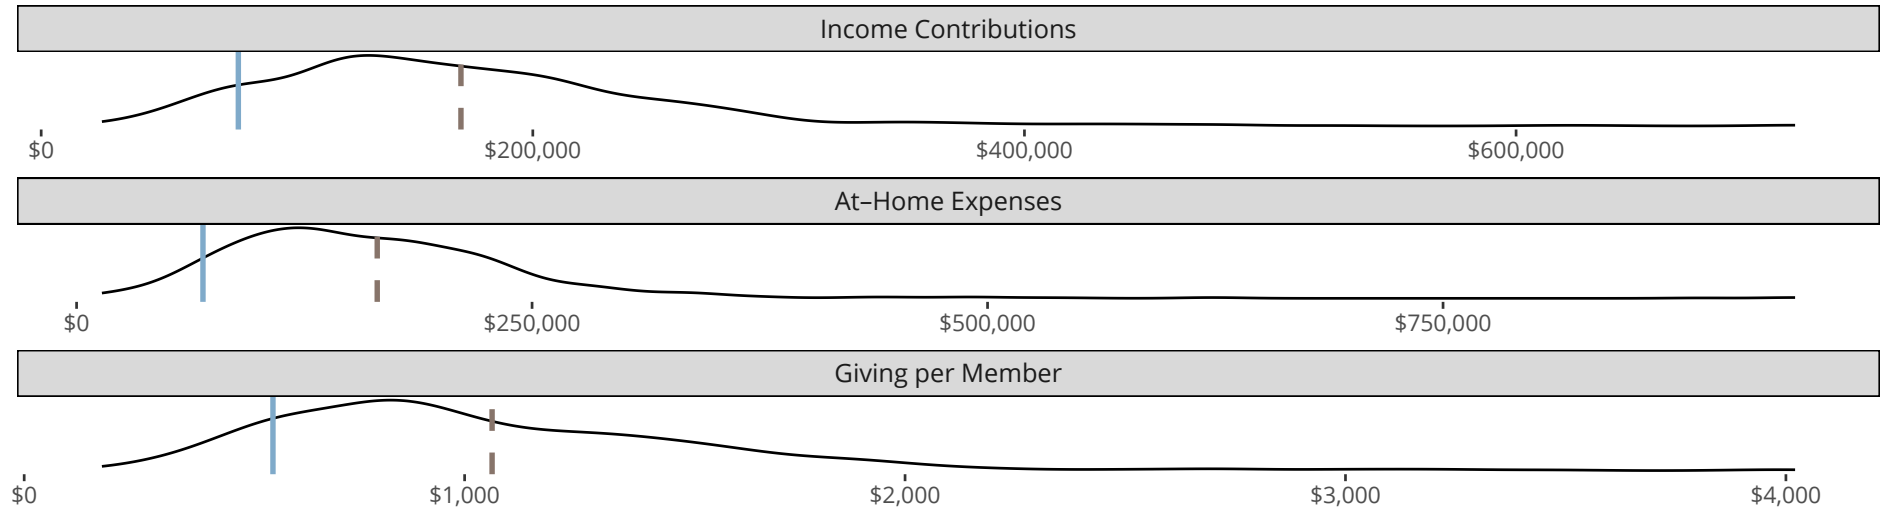 Income Contributions
$0 $200,000 $400,000 $600,000
At–Home Expenses
$0 $250,000 $500,000 $750,000
Giving per Member
$0 $1,000 $2,000 $3,000 $4,000